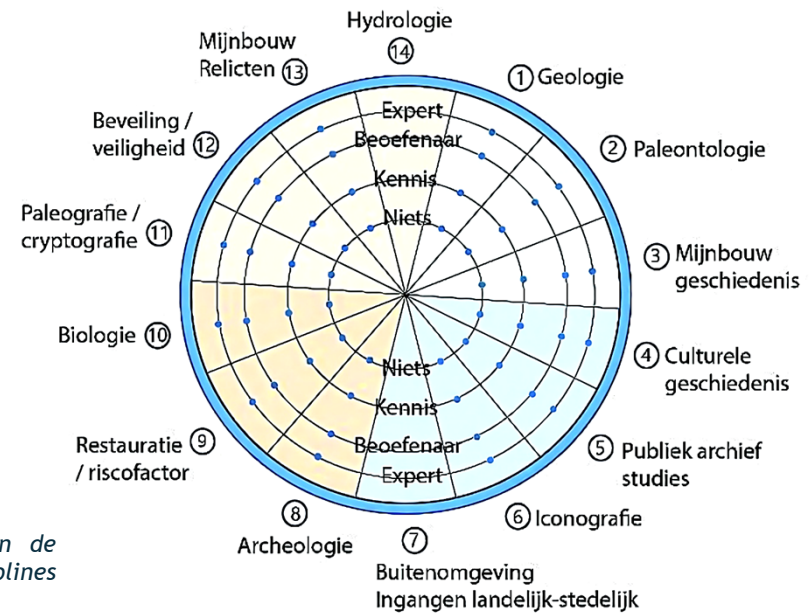 Hydrologie
14
1 Geologie
2 Paleontologie
3 Mijnbouw
geschiedenis
4 Culturele
geschiedenis
5 Publiek archief
studies
6 Iconografie
7
Buitenomgeving
Ingangen landelijk-stedelijk
8
Archeologie
Restauratie 9
/ riscofactor
Biologie 10
Paleografie /
cryptografie 11
Beveiling /
veiligheid 12
Mijnbouw
Relicten 13
Expert
Beoefenaar
Kennis
Niets
Niets
Kennis
Beoefenaar
Expert
n de
plines